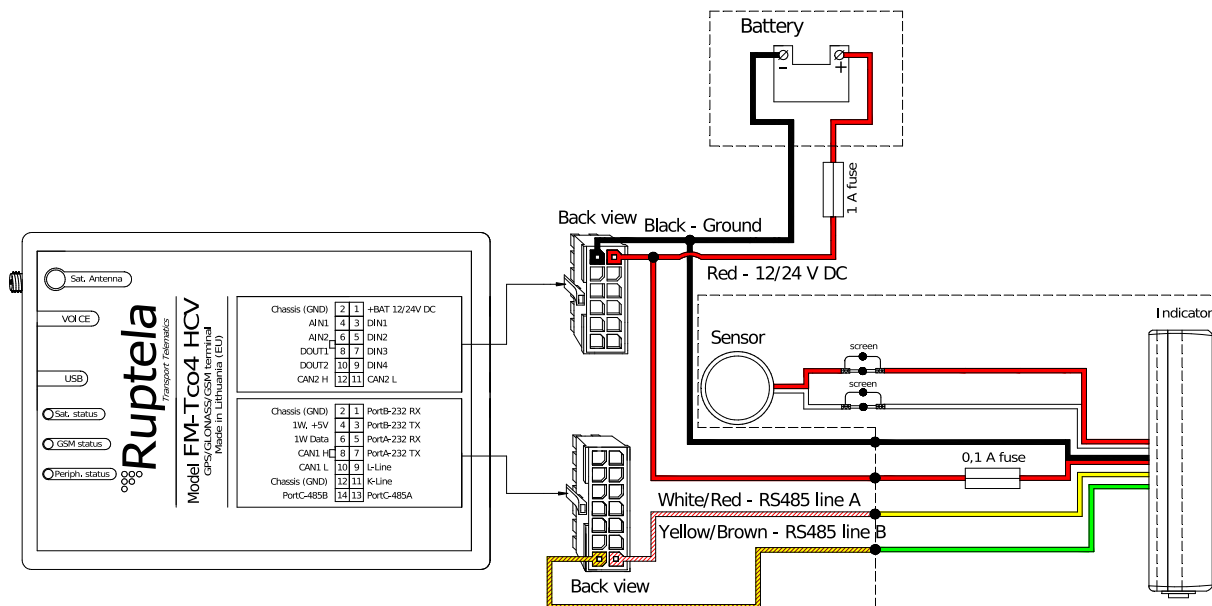 Battery
-
+
1 A fuse
Back view
Black - Ground
Red - 12/24 V DC
Sat. Antenna
VOICE
USB
Sat. status
GSM status
Periph. status
Ruptela
Transport Telematics
Model FM-Tco4 HCV
GPS/GLONASS/GSM terminal
Made in Lithuania (EU)
Chassis (GND) 2 1 +BAT 12/24V DC
AIN1 4 3 DIN1
AIN2 6 5 DIN2
DOUT1 8 7 DIN3
DOUT2 10 9 DIN4
CAN2 H 12 11 CAN2 L
Chassis (GND) 2 1 PortB-232 RX
1W, +5V 4 3 PortB-232 TX
1W Data 6 5 PortA-232 RX
CAN1 H 8 7 PortA-232 TX
CAN1 L 10 9 L-Line
Chassis (GND) 12 11 K-Line
PortC-485B 14 13 PortC-485A
Indicator
Sensor
screen
screen
0,1 A fuse
White/Red - RS485 line A
Yellow/Brown - RS485 line B
Back view